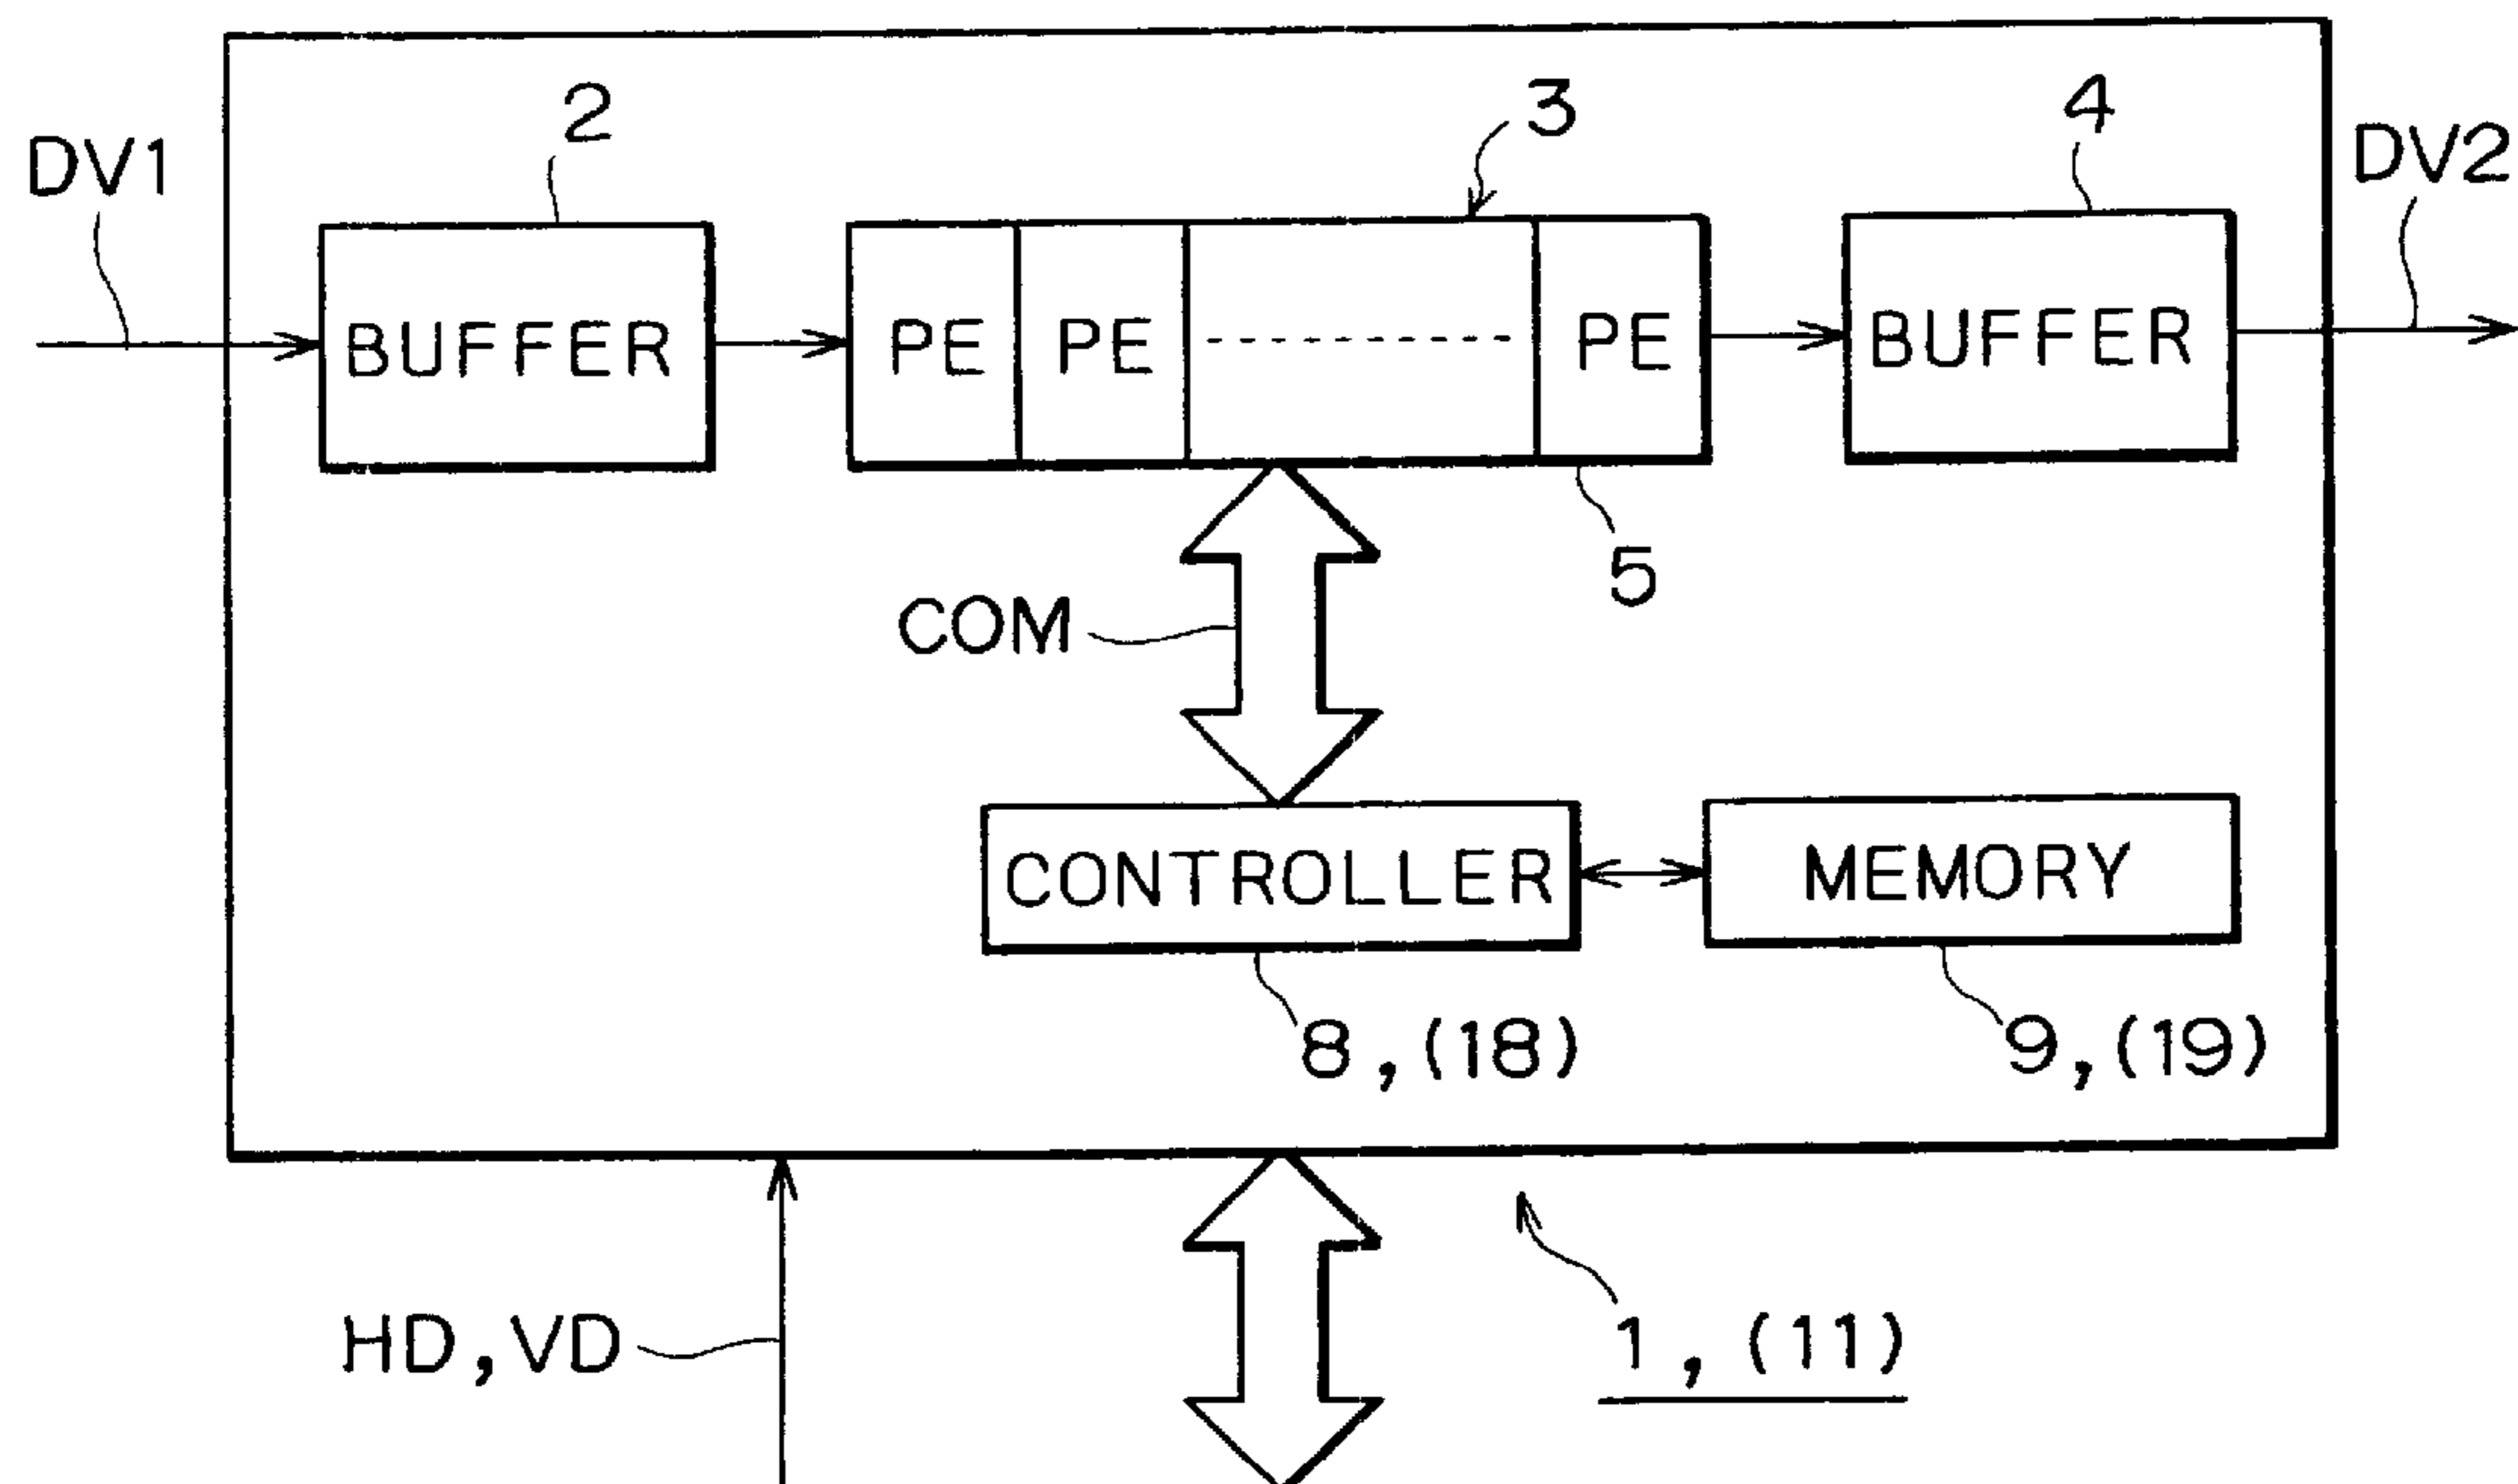 2
3
4
DV1
DV2
BUFFER
PE
PE
PE
BUFFER
5
COM
CONTROLLER
MEMORY
8,(18)
9,(19)
HD,VD
1,(11)